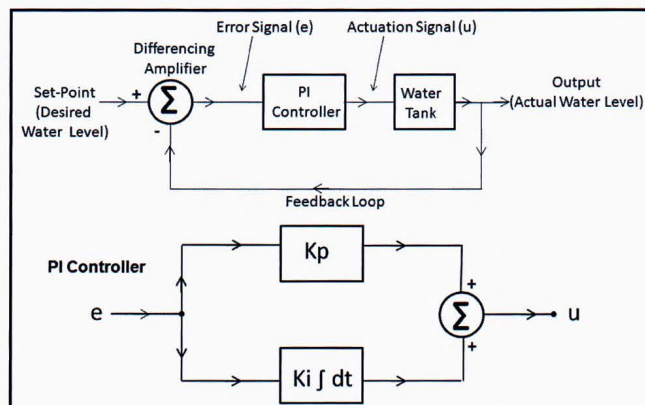 Error Signal (e)
Actuation Signal (u)
Differencing
Amplifier
Set-Point
(Desired
Water Level)
+
Σ
-
PI
Controller
Water
Tank
Output
(Actual Water Level)
Feedback Loop
PI Controller
Kp
e
+
Σ
u
+
Ki ∫ dt